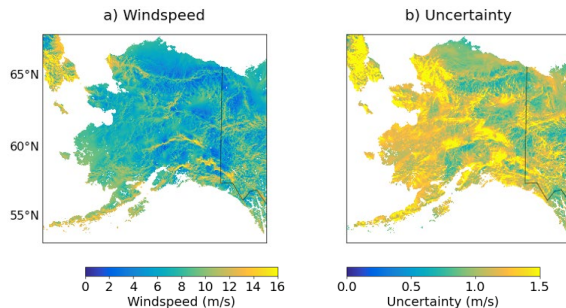 a) Windspeed
b) Uncertainty
65°N
60°N
55°N
0 2 4 6 8 10 12 14 16
Windspeed (m/s)
0.0 0.5 1.0 1.5
Uncertainty (m/s)